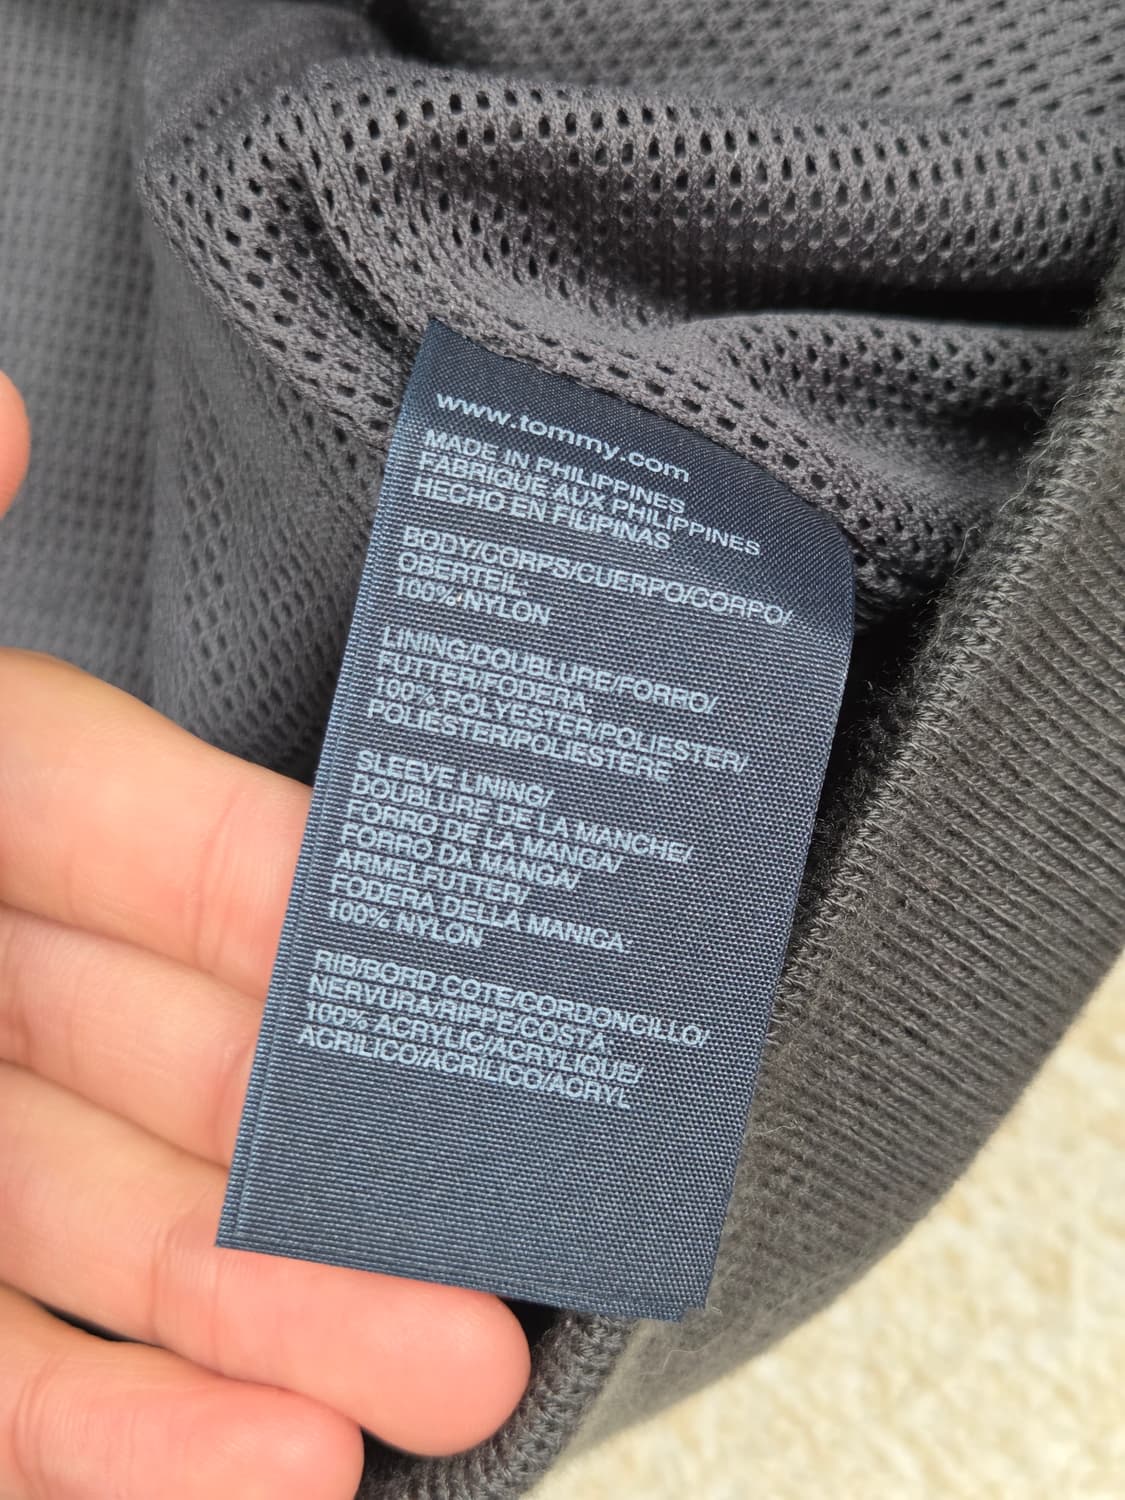 www.tommy.com
MADE IN PHILIPPINES
FABRIQUE AUX PHILIPPINES
HECHO EN FILIPINAS
BODY/CORPS/CUERPO/CORPO/
OBERTEIL:
100% NYLON
LINING/DOUBLURE/FORRO/
FUTTER/FODERA:
100% POLYESTER/POLIESTER/
POLIÉSTER/POLIESTERE
SLEEVE LINING/
DOUBLURE DE LA MANCHE/
FORRO DE LA MANGA/
FORRO DA MANGA/
ARMELFUTTER/
FODERA DELLA MANICA:
100% NYLON
RIB/BORD COTE/CORDONCILLO/
NERVURA/RIPPE/COSTA
100% ACRYLIC/ACRYLIQUE/
ACRILICO/ACRILICO/ACRYL